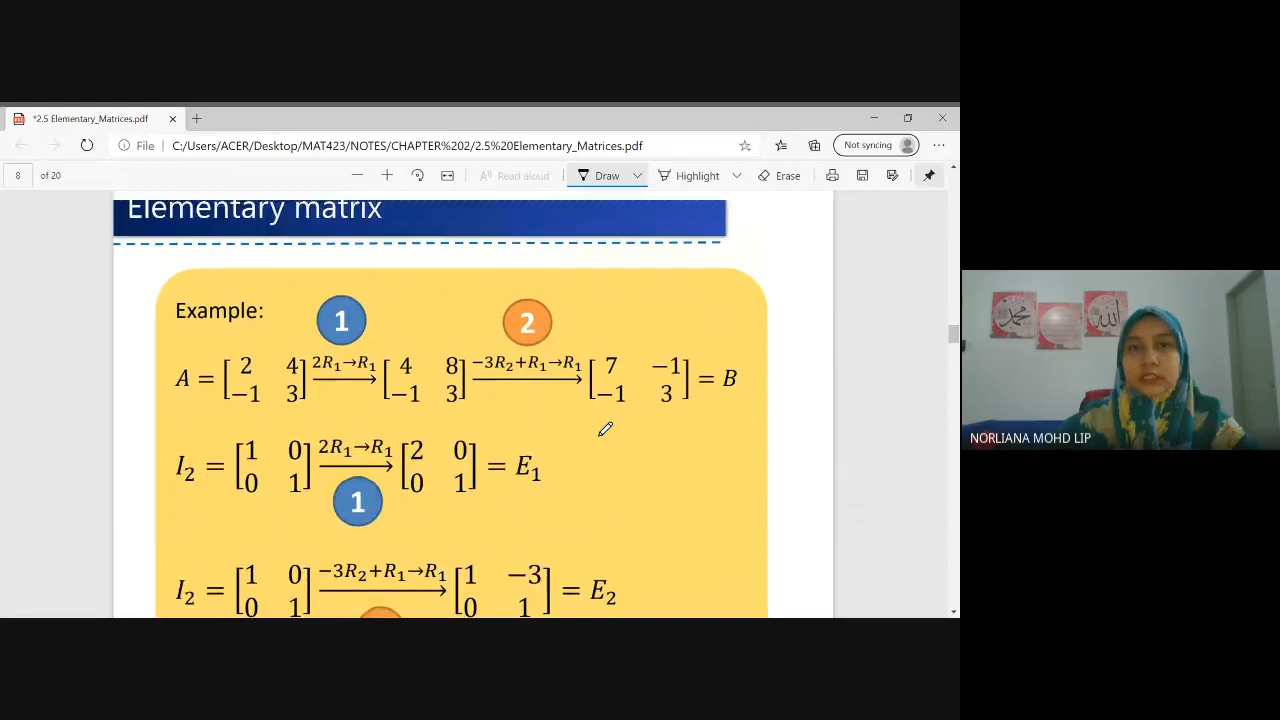 *2.5 Elementary_Matrices.pdf
File | C:/Users/ACER/Desktop/MAT423/NOTES/CHAPTER%202/2.5%20Elementary_Matrices.pdf
Not syncing
8 of 20
Read aloud
Draw
Highlight
Erase
Elementary matrix
Example:
1
2
A = [2 4; −1 3] 2R₁→R₁ [4 8; −1 3] −3R₂+R₁→R₁ [7 −1; −1 3] = B
I₂ = [1 0; 0 1] 2R₁→R₁ [2 0; 0 1] = E₁
1
I₂ = [1 0; 0 1] −3R₂+R₁→R₁ [1 −3; 0 1] = E₂
محمد
الله
NORLIANA MOHD LIP